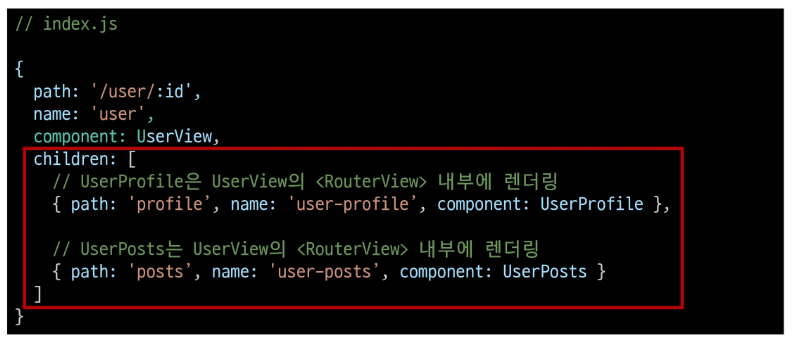 // index.js
{
path: '/user/:id',
name: 'user',
component: UserView,
children: [
// UserProfile은 UserView의 <RouterView> 내부에 렌더링
{ path: 'profile’, name: 'user-profile’, component: UserProfile },
// UserPosts는 UserView의 <RouterView> 내부에 렌더링
{ path: 'posts’, name: 'user-posts’, component: UserPosts }
]
}